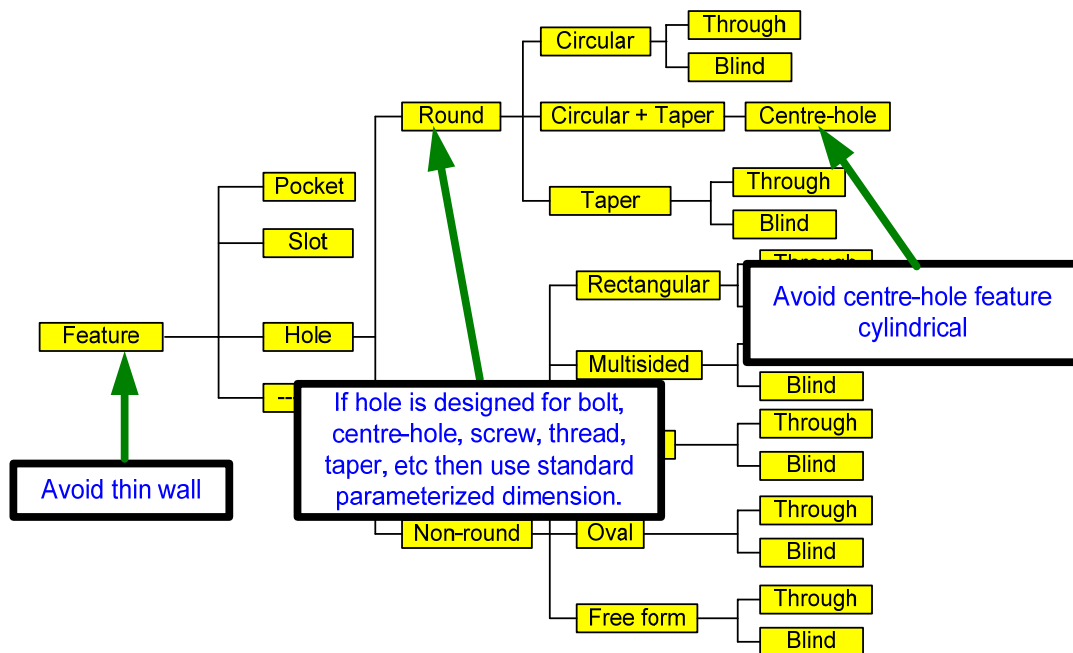 Through
Circular
Blind
Round
Circular + Taper
Centre-hole
Pocket
Through
Taper
Blind
Slot
Through
Rectangular
Avoid centre-hole feature
cylindrical
Feature
Hole
Multisided
Blind
If hole is designed for bolt,
centre-hole, screw, thread,
taper, etc then use standard
parameterized dimension.
Through
Blind
Avoid thin wall
Through
Non-round
Oval
Blind
Through
Free form
Blind